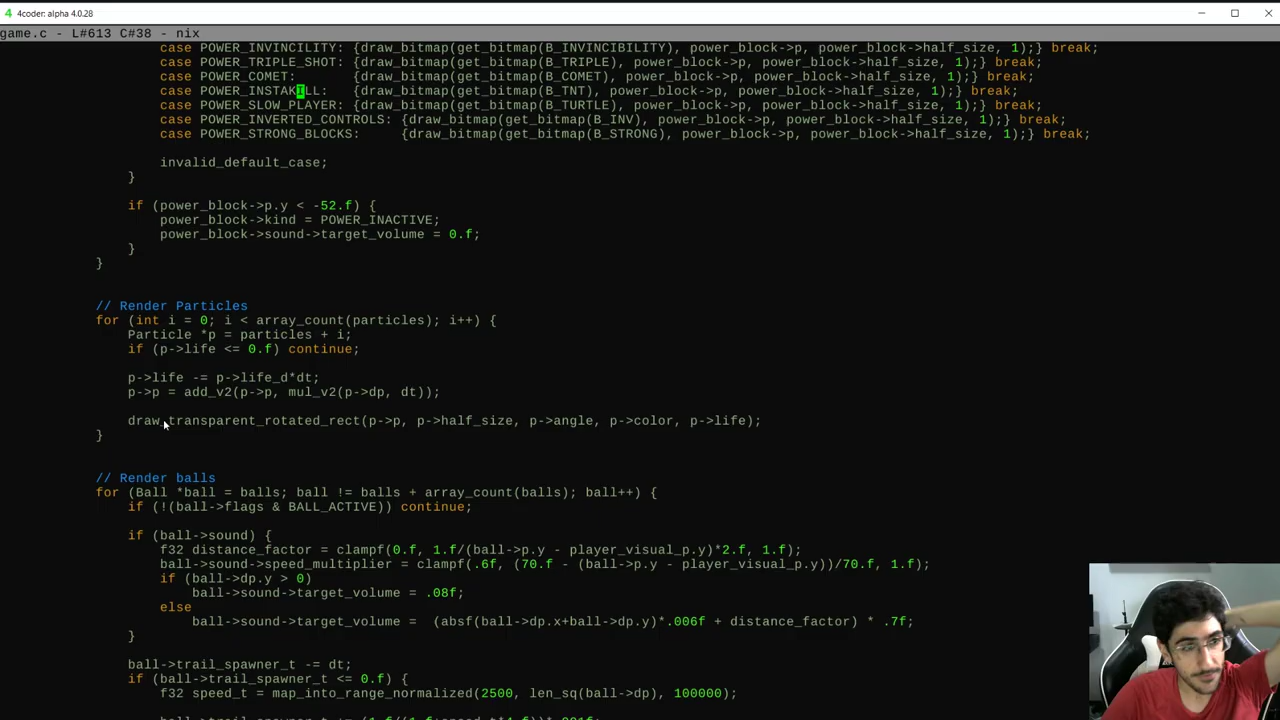 4 4coder: alpha 4.0.28
game.c - L#613 C#38 - nix
case POWER_INVINCILITY: {draw_bitmap(get_bitmap(B_INVINCIBILITY), power_block->p, power_block->half_size, 1);} break;
case POWER_TRIPLE_SHOT: {draw_bitmap(get_bitmap(B_TRIPLE), power_block->p, power_block->half_size, 1);} break;
case POWER_COMET: {draw_bitmap(get_bitmap(B_COMET), power_block->p, power_block->half_size, 1);} break;
case POWER_INSTAKILL: {draw_bitmap(get_bitmap(B_TNT), power_block->p, power_block->half_size, 1);} break;
case POWER_SLOW_PLAYER: {draw_bitmap(get_bitmap(B_TURTLE), power_block->p, power_block->half_size, 1);} break;
case POWER_INVERTED_CONTROLS: {draw_bitmap(get_bitmap(B_INV), power_block->p, power_block->half_size, 1);} break;
case POWER_STRONG_BLOCKS: {draw_bitmap(get_bitmap(B_STRONG), power_block->p, power_block->half_size, 1);} break;
invalid_default_case;
}
if (power_block->p.y < -52.f) {
power_block->kind = POWER_INACTIVE;
power_block->sound->target_volume = 0.f;
}
}
// Render Particles
for (int i = 0; i < array_count(particles); i++) {
Particle *p = particles + i;
if (p->life <= 0.f) continue;
p->life -= p->life_d*dt;
p->p = add_v2(p->p, mul_v2(p->dp, dt));
draw_transparent_rotated_rect(p->p, p->half_size, p->angle, p->color, p->life);
}
// Render balls
for (Ball *ball = balls; ball != balls + array_count(balls); ball++) {
if (!(ball->flags & BALL_ACTIVE)) continue;
if (ball->sound) {
f32 distance_factor = clampf(0.f, 1.f/(ball->p.y - player_visual_p.y)*2.f, 1.f);
ball->sound->speed_multiplier = clampf(.6f, (70.f - (ball->p.y - player_visual_p.y))/70.f, 1.f);
if (ball->dp.y > 0)
ball->sound->target_volume = .08f;
else
ball->sound->target_volume = (absf(ball->dp.x+ball->dp.y)*.006f + distance_factor) * .7f;
}
ball->trail_spawner_t -= dt;
if (ball->trail_spawner_t <= 0.f) {
f32 speed_t = map_into_range_normalized(2500, len_sq(ball->dp), 100000);